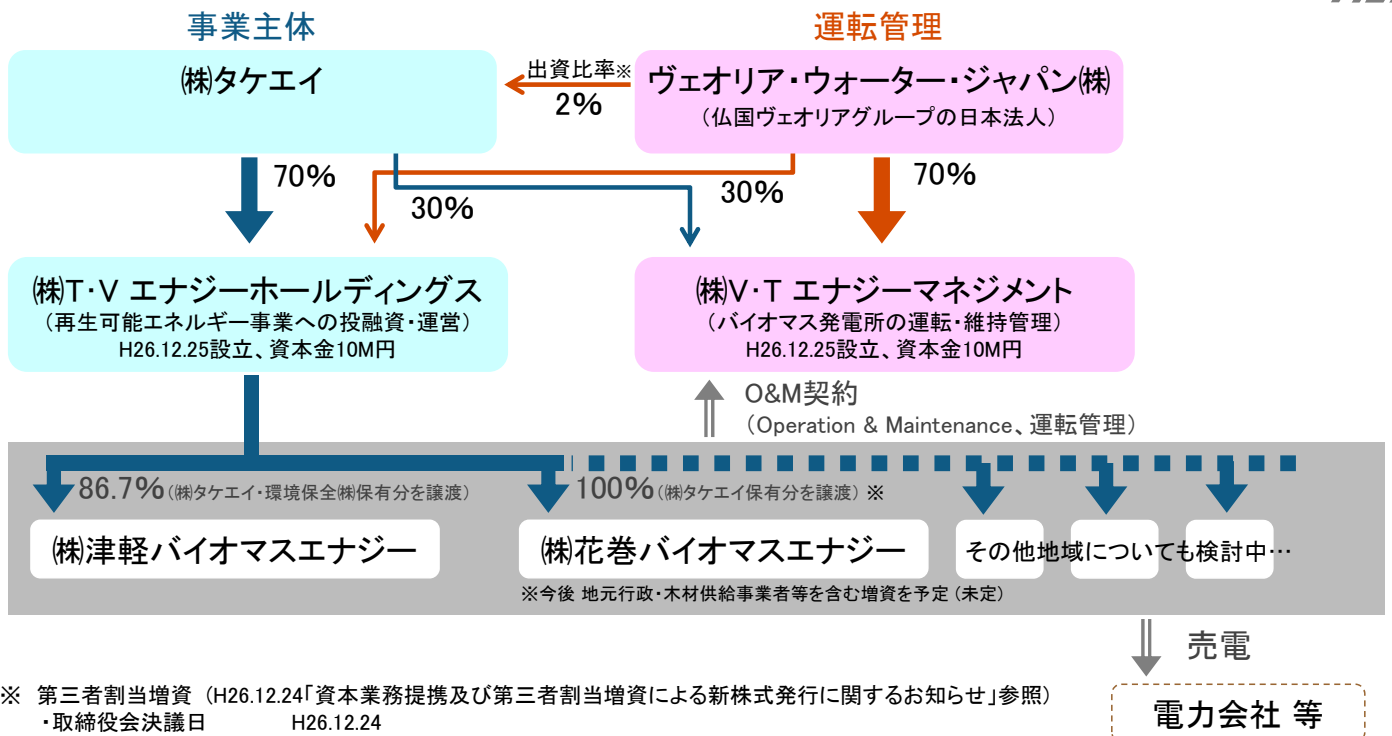 事業主体
運転管理
㈱タケエイ
出資比率※
2%
ヴェオリア・ウォーター・ジャパン㈱
（仏国ヴェオリアグループの日本法人）
70%
30%
30%
70%
㈱T・V エナジーホールディングス
（再生可能エネルギー事業への投融資・運営）
H26.12.25設立、資本金10M円
㈱V・T エナジーマネジメント
（バイオマス発電所の運転・維持管理）
H26.12.25設立、資本金10M円
O&M契約
（Operation & Maintenance、運転管理）
86.7%（㈱タケエイ・環境保全㈱保有分を譲渡）
100%（㈱タケエイ保有分を譲渡）※
㈱津軽バイオマスエナジー
㈱花巻バイオマスエナジー
その他地域についても検討中…
※今後 地元行政・木材供給事業者等を含む増資を予定 (未定)
売電
※ 第三者割当増資（H26.12.24「資本業務提携及び第三者割当増資による新株式発行に関するお知らせ」参照）
・取締役会決議日 H26.12.24
電力会社 等